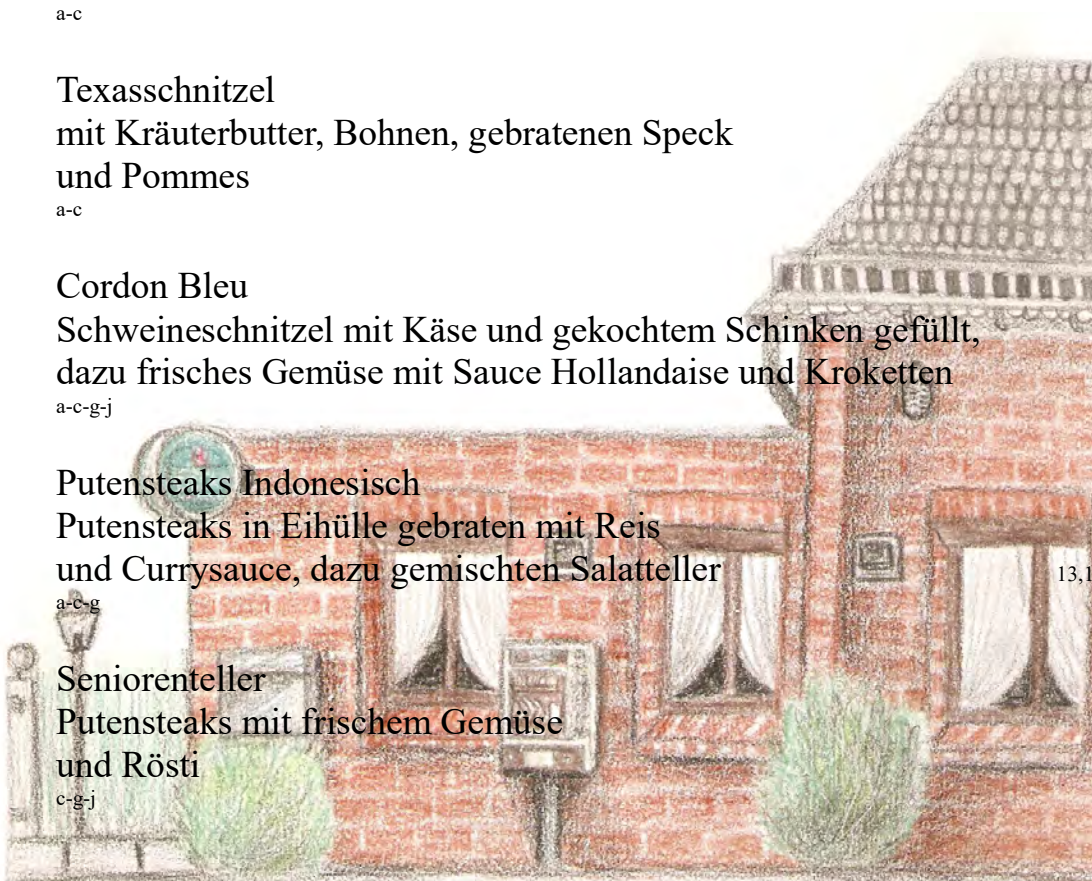 a-c
Texasschnitzel
mit Kräuterbutter, Bohnen, gebratenen Speck
und Pommes
a-c
Cordon Bleu
Schweineschnitzel mit Käse und gekochtem Schinken gefüllt,
dazu frisches Gemüse mit Sauce Hollandaise und Kroketten
a-c-g-j
Putensteaks Indonesisch
Putensteaks in Eihülle gebraten mit Reis
und Currysauce, dazu gemischten Salatteller 13,1
a-c-g
Seniorenteller
Putensteaks mit frischem Gemüse
und Rösti
c-g-j